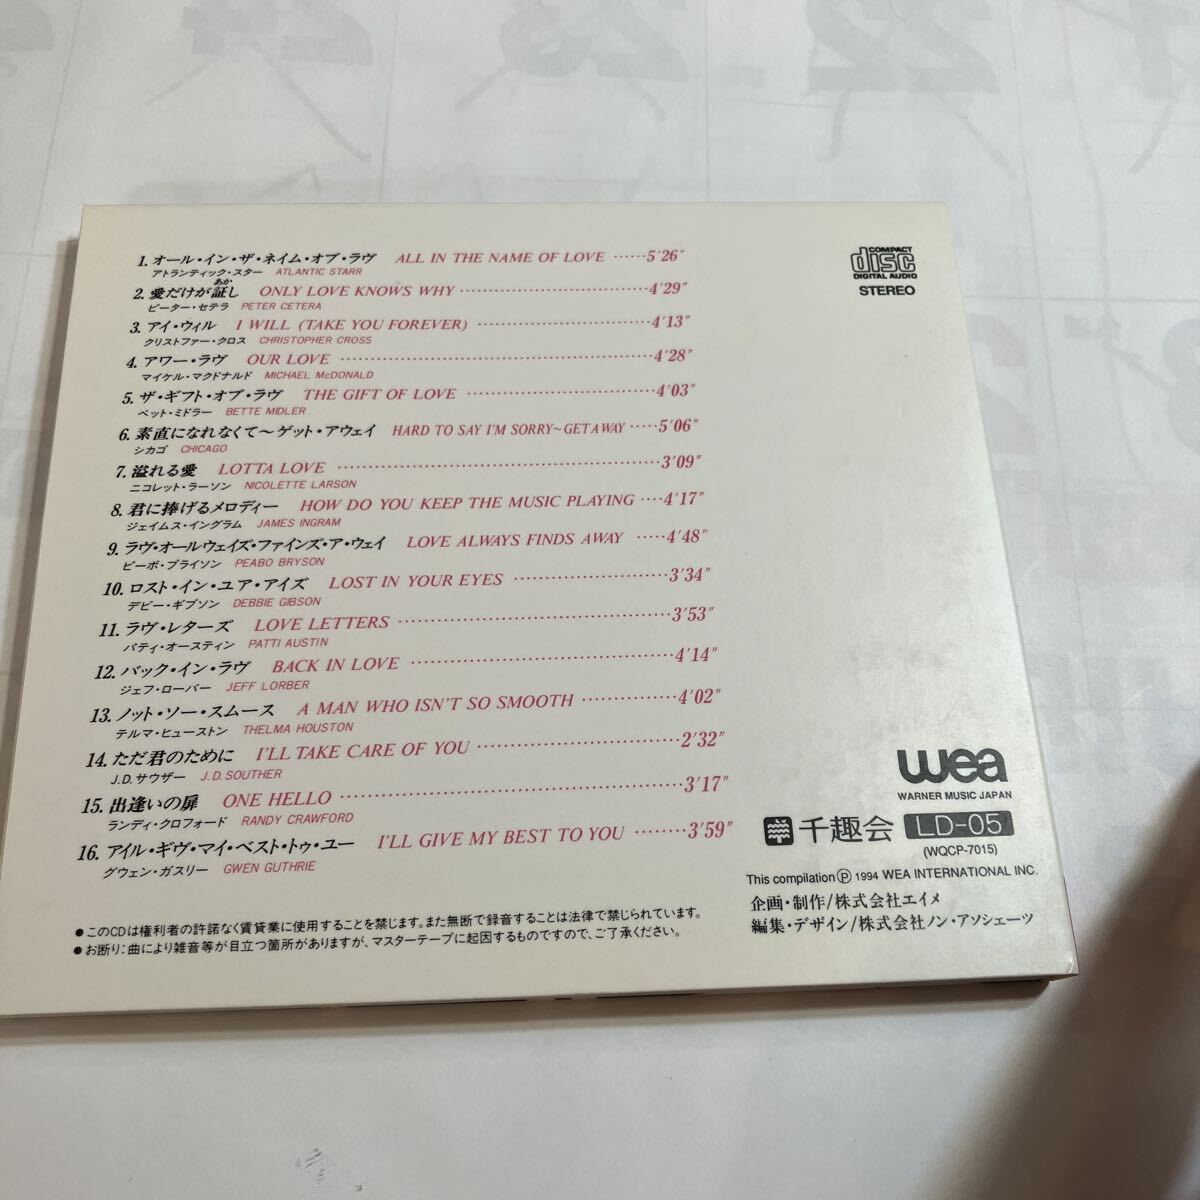 1. オール・イン・ザ・ネイム・オブ・ラヴ ALL IN THE NAME OF LOVE ……5'26"
アトランティック・スター ATLANTIC STARR
あか
2. 愛だけが証し ONLY LOVE KNOWS WHY ……4'29"
ピーター・セテラ PETER CETERA
3. アイ・ウィル I WILL (TAKE YOU FOREVER) ……4'13"
クリストファー・クロス CHRISTOPHER CROSS
4. アワー・ラヴ OUR LOVE ……4'28"
マイケル・マクドナルド MICHAEL McDONALD
5. ザ・ギフト・オブ・ラヴ THE GIFT OF LOVE ……4'03"
ベット・ミドラー BETTE MIDLER
6. 素直になれなくて〜ゲット・アウェイ HARD TO SAY I'M SORRY~GET AWAY ……5'06"
シカゴ CHICAGO
7. 溢れる愛 LOTTA LOVE ……3'09"
ニコレット・ラーソン NICOLETTE LARSON
8. 君に捧げるメロディー HOW DO YOU KEEP THE MUSIC PLAYING ……4'17"
ジェイムス・イングラム JAMES INGRAM
9. ラヴ・オールウェイズ・ファインズ・ア・ウェイ LOVE ALWAYS FINDS AWAY ……4'48"
ピーボ・ブライソン PEABO BRYSON
10. ロスト・イン・ユア・アイズ LOST IN YOUR EYES ……3'34"
デビー・ギブソン DEBBIE GIBSON
11. ラヴ・レターズ LOVE LETTERS ……3'53"
パティ・オースティン PATTI AUSTIN
12. バック・イン・ラヴ BACK IN LOVE ……4'14"
ジェフ・ローバー JEFF LORBER
13. ノット・ソー・スムース A MAN WHO ISN'T SO SMOOTH ……4'02"
テルマ・ヒューストン THELMA HOUSTON
14. ただ君のために I'LL TAKE CARE OF YOU ……2'32"
J.D.サウザー J.D.SOUTHER
15. 出逢いの扉 ONE HELLO ……3'17"
ランディ・クロフォード RANDY CRAWFORD
16. アイル・ギヴ・マイ・ベスト・トゥ・ユー I'LL GIVE MY BEST TO YOU ……3'59"
グウェン・ガスリー GWEN GUTHRIE
●このCDは権利者の許諾なく賃貸業に使用することを禁じます。また無断で録音することは法律で禁じられています。
●お断り:曲により雑音等が目立つ箇所がありますが、マスターテープに起因するものですので、ご了承ください。
COMPACT
disc
DIGITAL AUDIO
STEREO
wea
WARNER MUSIC JAPAN
千趣会 LD-05
(WQCP-7015)
This compilation Ⓟ 1994 WEA INTERNATIONAL INC.
企画・制作/株式会社エイメ
編集・デザイン/株式会社ノン・アソシェーツ
22